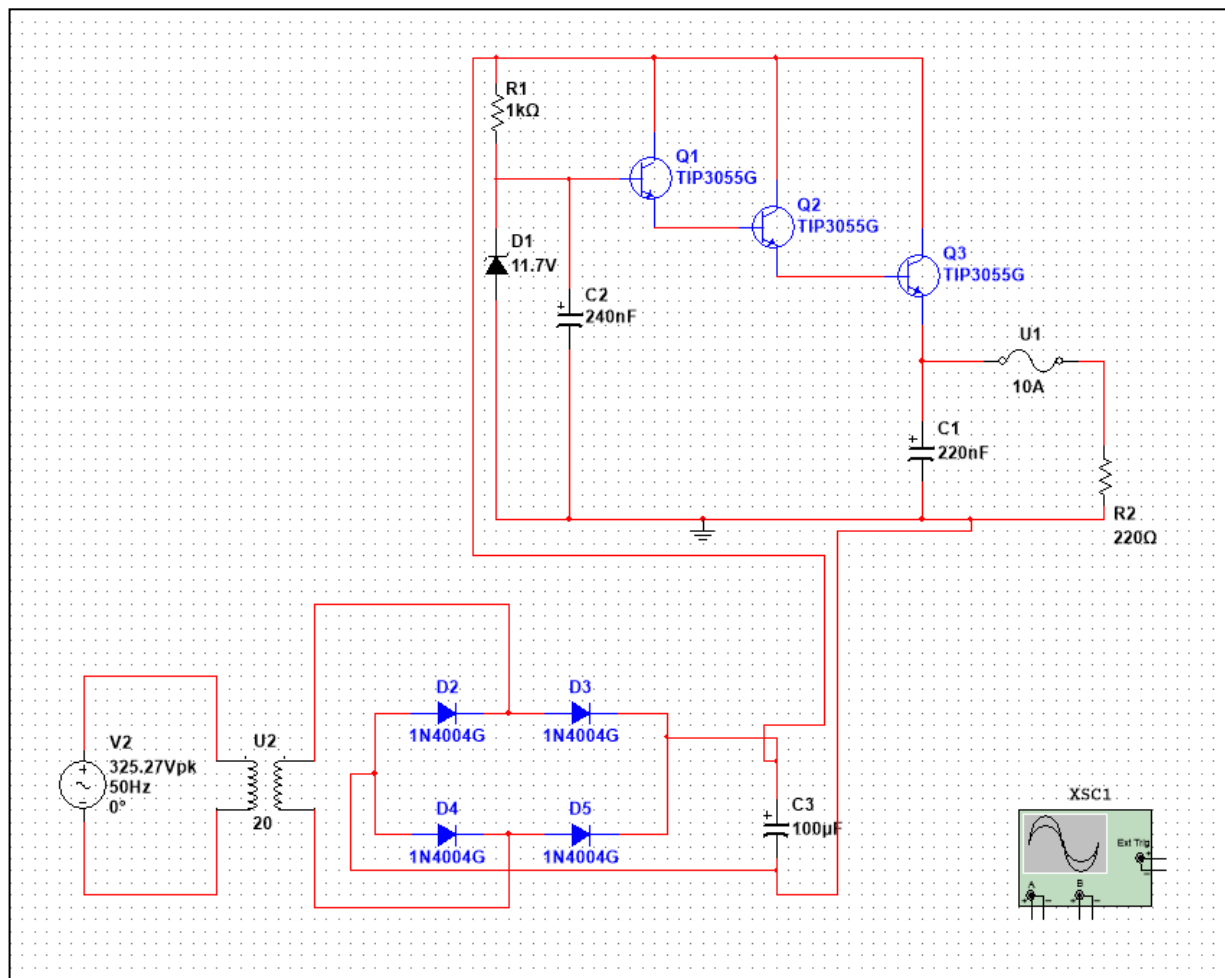 R1
1kΩ
Q1
TIP3055G
Q2
TIP3055G
D1
11.7V
Q3
TIP3055G
C2
+
240nF
U1
10A
C1
+
220nF
R2
220Ω
D2
D3
1N4004G
1N4004G
V2
325.27Vpk
50Hz
0°
U2
20
D4
D5
1N4004G
1N4004G
C3
+
100µF
XSC1
Ext Trig
+
−
A
B
+ −
+ −